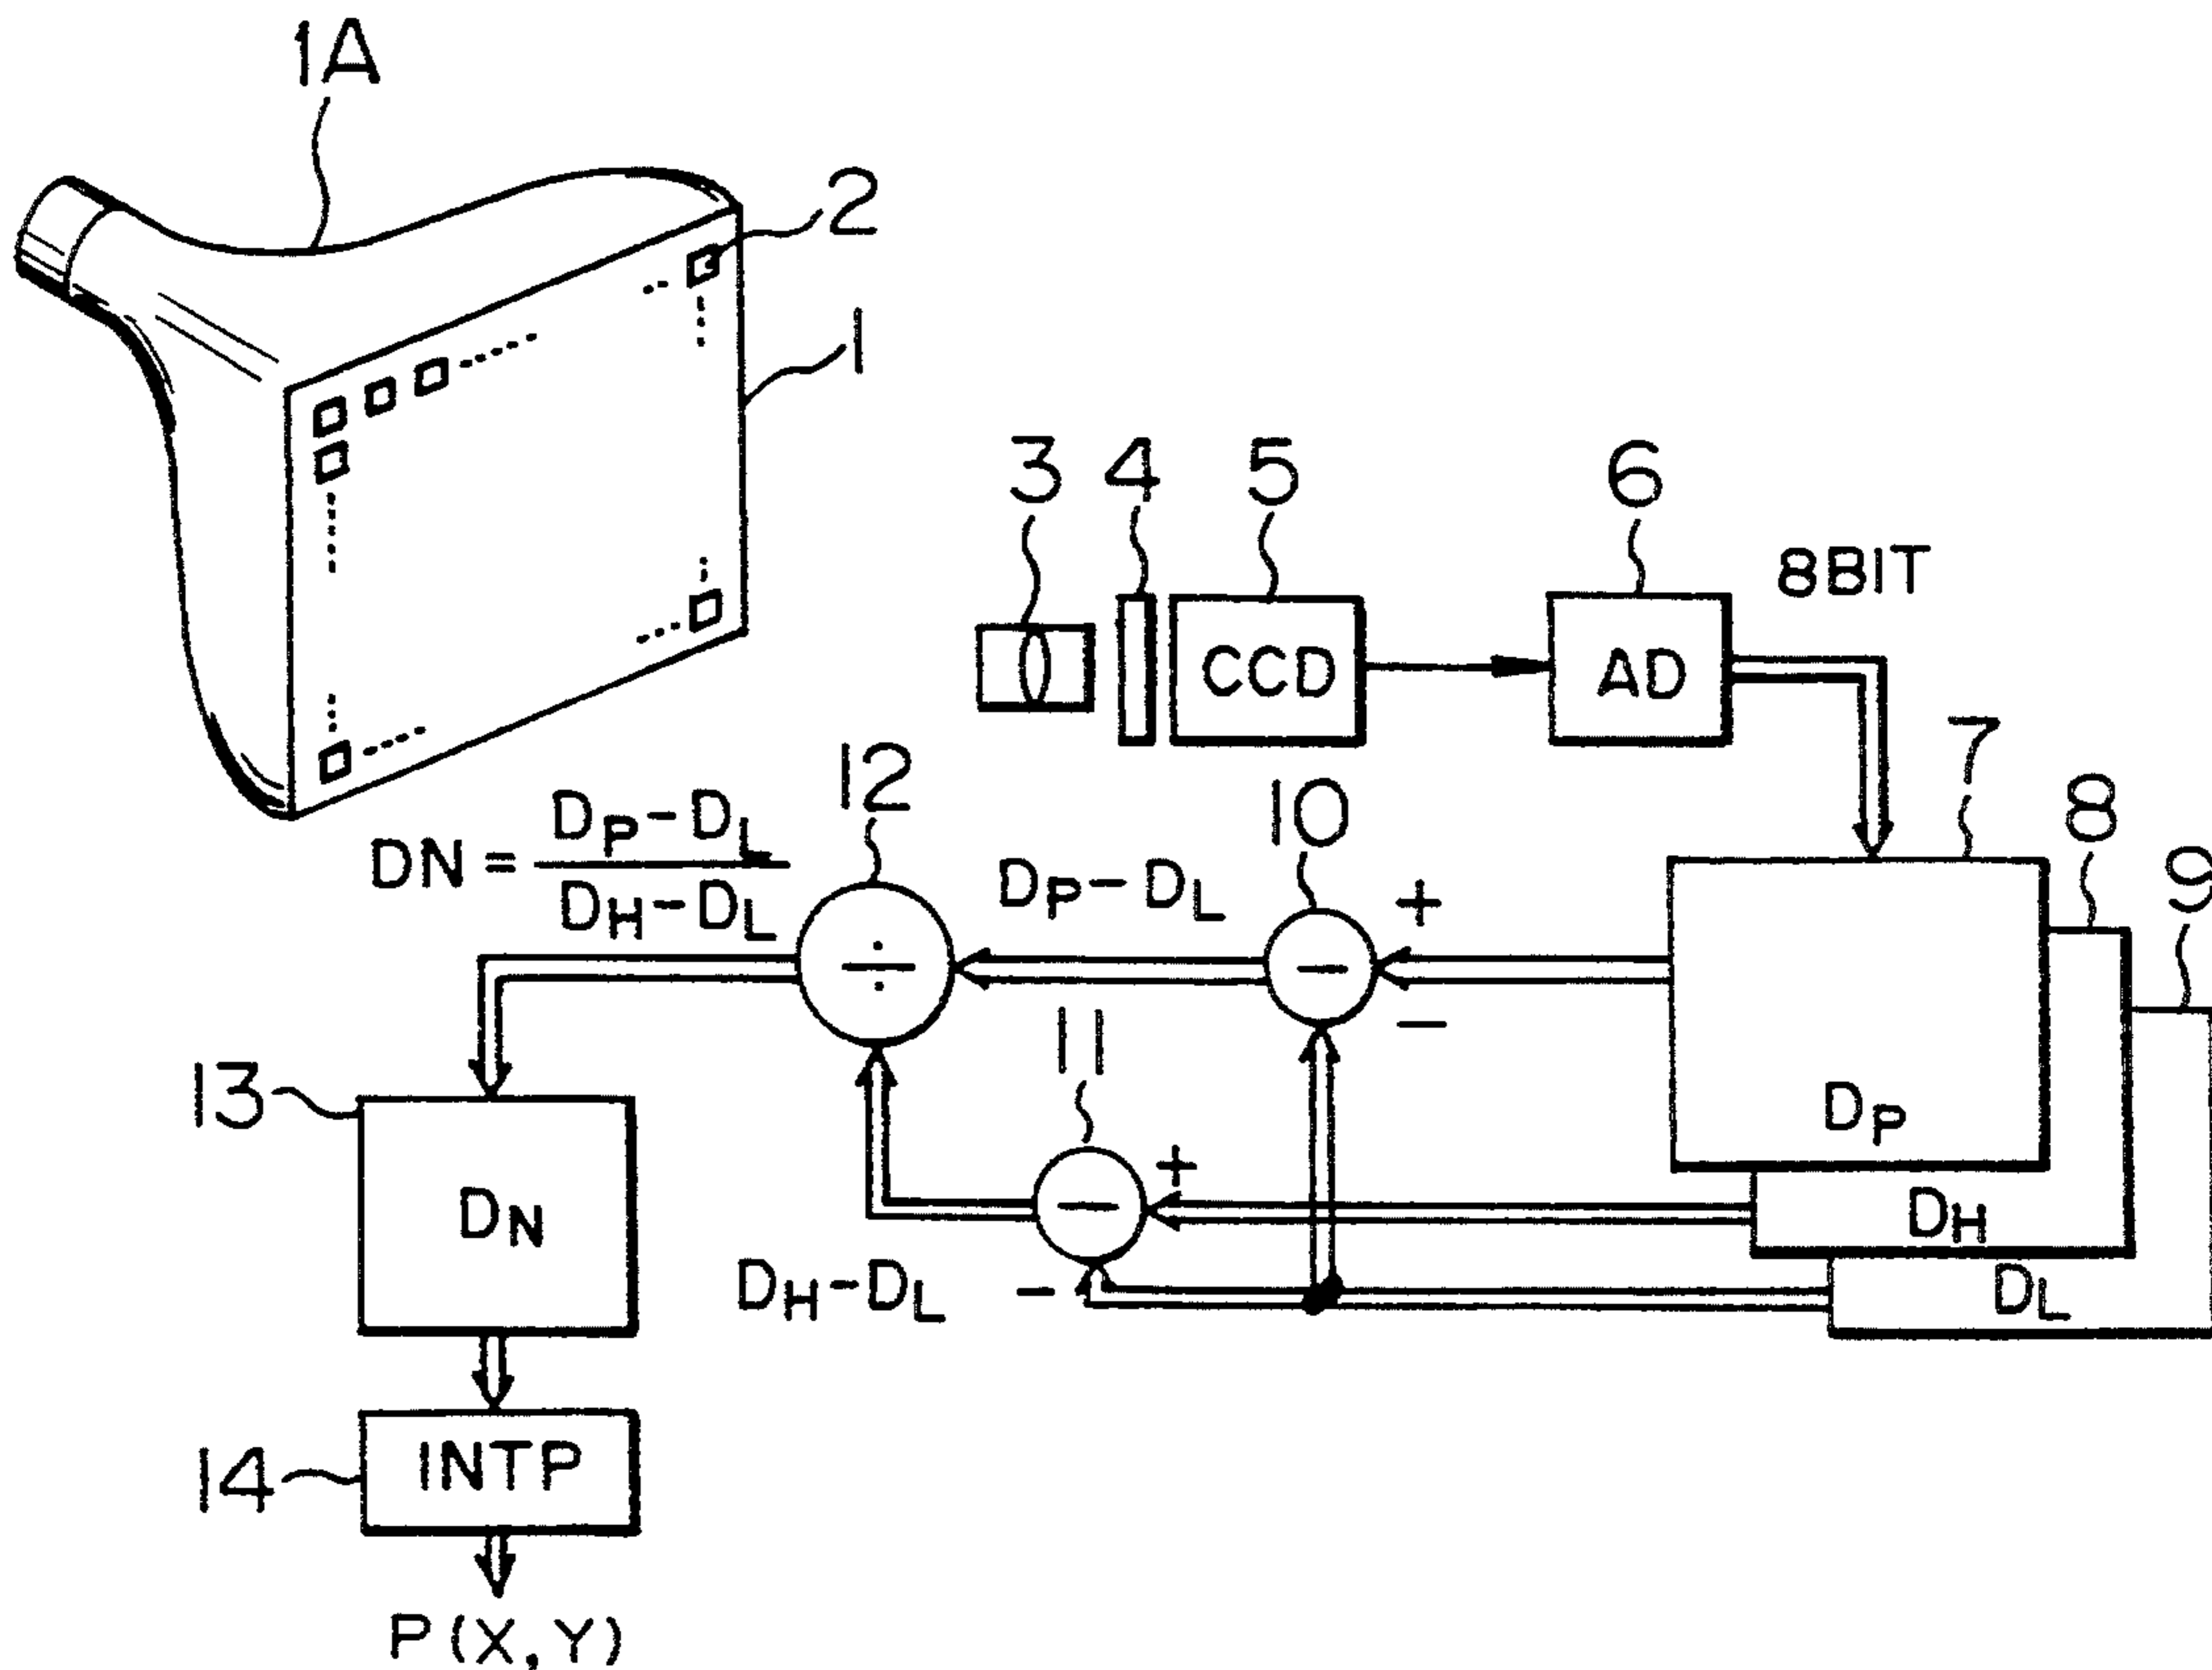 1A
2
1
3
4
5
6
8BIT
CCD
AD
7
8
9
12
10
DN = DP-DL / DH-DL
DP-DL
+
÷
−
−
11
DP
13
+
−
DH
DN
DH-DL
-
DL
14
INTP
P(X,Y)